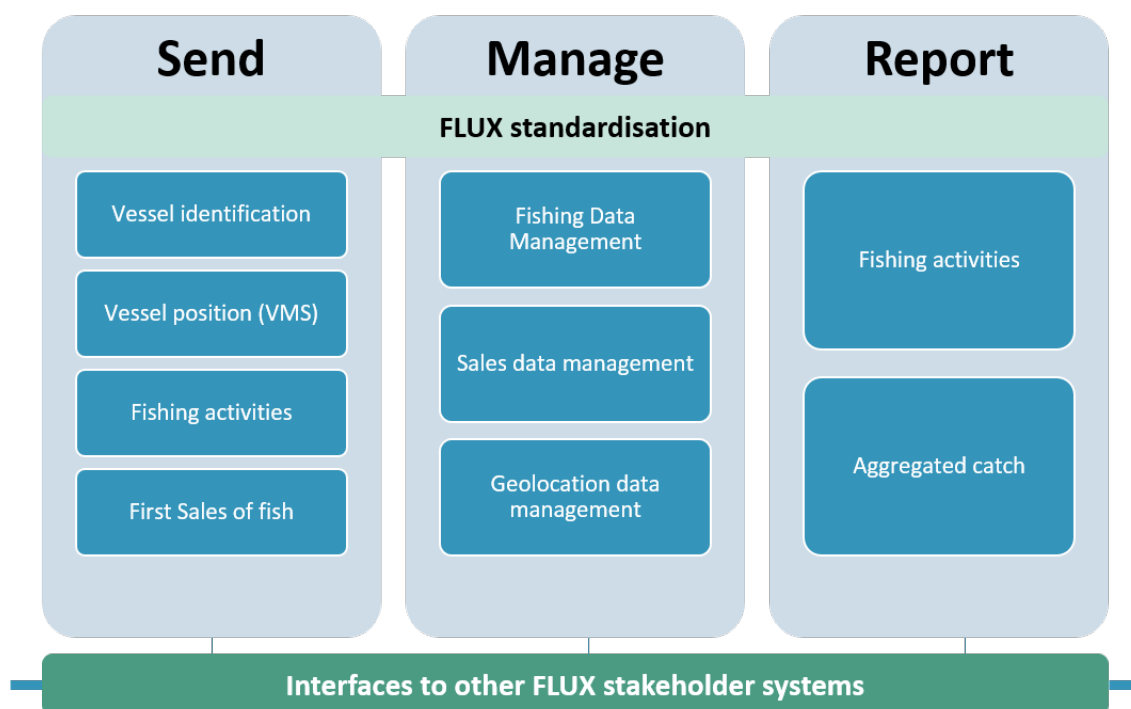 Send
Manage
Report
FLUX standardisation
Vessel identification
Vessel position (VMS)
Fishing activities
First Sales of fish
Fishing Data
Management
Sales data management
Geolocation data
management
Fishing activities
Aggregated catch
Interfaces to other FLUX stakeholder systems